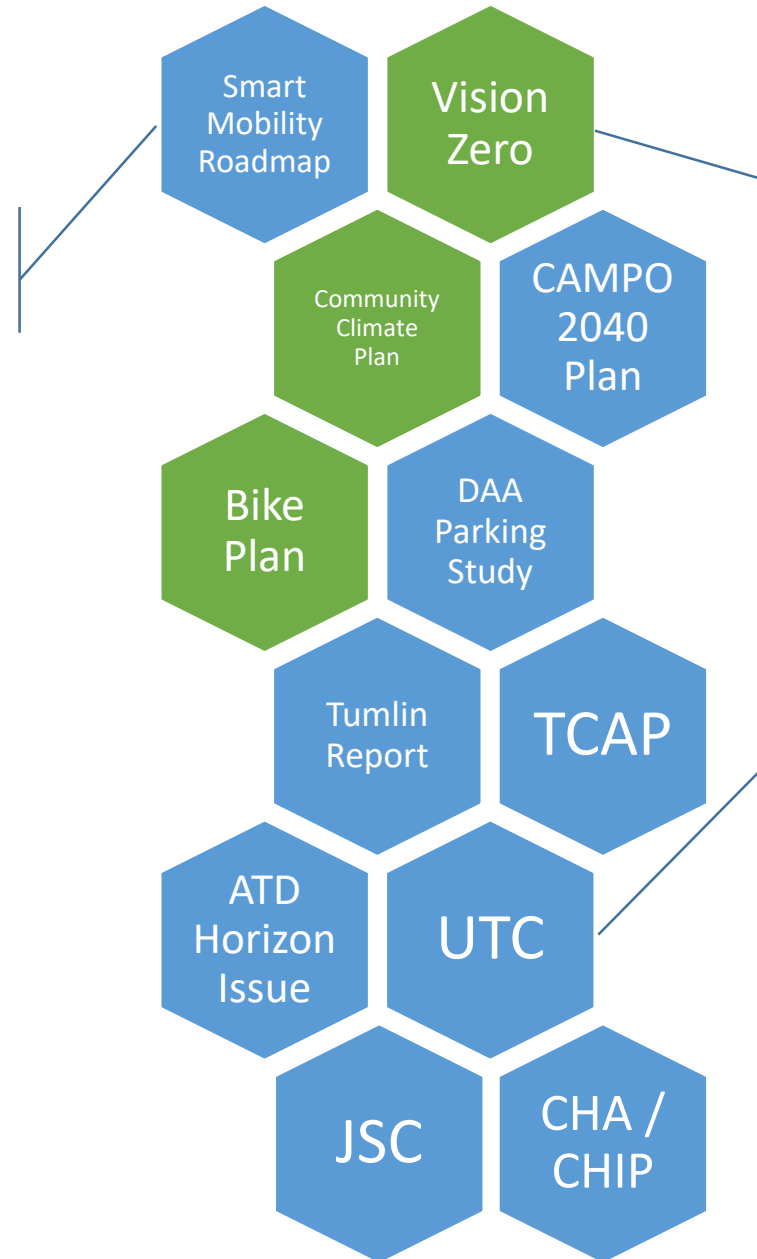 Smart
Mobility
Roadmap
Vision
Zero
Community
Climate
Plan
CAMPO
2040
Plan
Bike
Plan
DAA
Parking
Study
Tumlin
Report
TCAP
ATD
Horizon
Issue
UTC
JSC
CHA /
CHIP